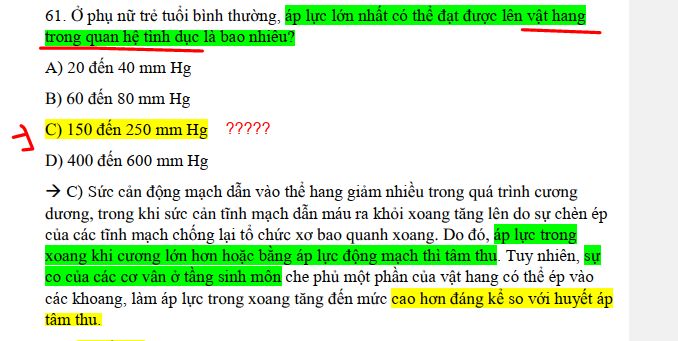 61. Ở phụ nữ trẻ tuổi bình thường, áp lực lớn nhất có thể đạt được lên vật hang
trong quan hệ tình dục là bao nhiêu?
A) 20 đến 40 mm Hg
B) 60 đến 80 mm Hg
C) 150 đến 250 mm Hg ?????
D) 400 đến 600 mm Hg
→ C) Sức cản động mạch dẫn vào thể hang giảm nhiều trong quá trình cương
dương, trong khi sức cản tĩnh mạch dẫn máu ra khỏi xoang tăng lên do sự chèn ép
của các tĩnh mạch chống lại tổ chức xơ bao quanh xoang. Do đó, áp lực trong
xoang khi cương lớn hơn hoặc bằng áp lực động mạch thì tâm thu. Tuy nhiên, sự
co của các cơ vân ở tầng sinh môn che phủ một phần của vật hang có thể ép vào
các khoang, làm áp lực trong xoang tăng đến mức cao hơn đáng kể so với huyết áp
tâm thu.